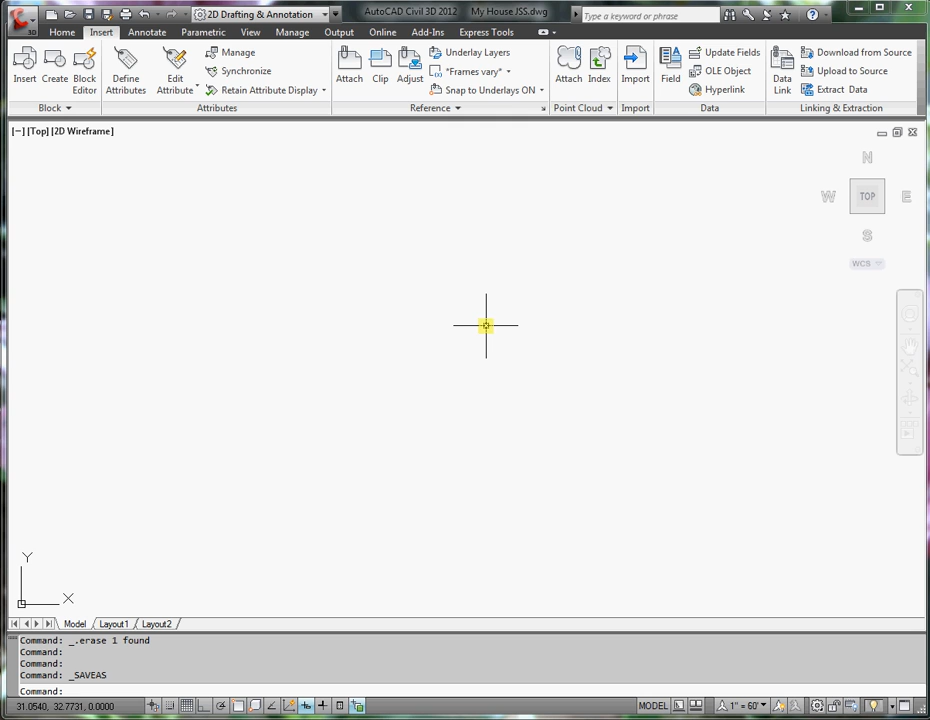 2D Drafting & Annotation
AutoCAD Civil 3D 2012 My House JSS.dwg
Type a keyword or phrase
3D
Home Insert Annotate Parametric View Manage Output Online Add-Ins Express Tools
Insert Create Block Editor
Define Attributes
Edit Attribute
Manage
Synchronize
Retain Attribute Display
Attach Clip Adjust
Underlay Layers
*Frames vary*
Snap to Underlays ON
Attach Index
Import
Field
Update Fields
OLE Object
Hyperlink
Data Link
Download from Source
Upload to Source
Extract Data
Block Attributes Reference Point Cloud Import Data Linking & Extraction
[−] [Top] [2D Wireframe]
N
W TOP E
S
WCS
Y
X
Model Layout1 Layout2
Command: _.erase 1 found
Command:
Command:
Command: _SAVEAS
Command:
31.0540, 32.7731, 0.0000 MODEL 1" = 60'